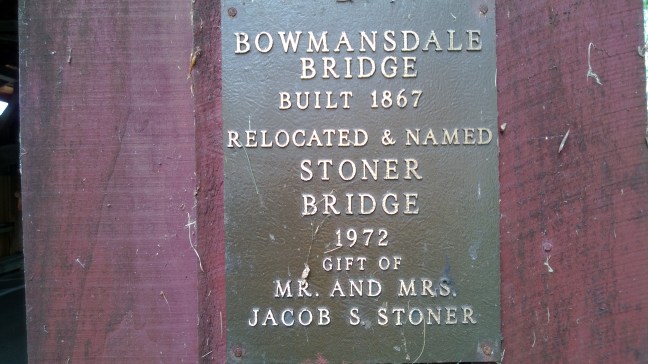 BOWMANSDALE
BRIDGE
BUILT 1867
RELOCATED & NAMED
STONER
BRIDGE
1972
GIFT OF
MR. AND MRS.
JACOB S. STONER